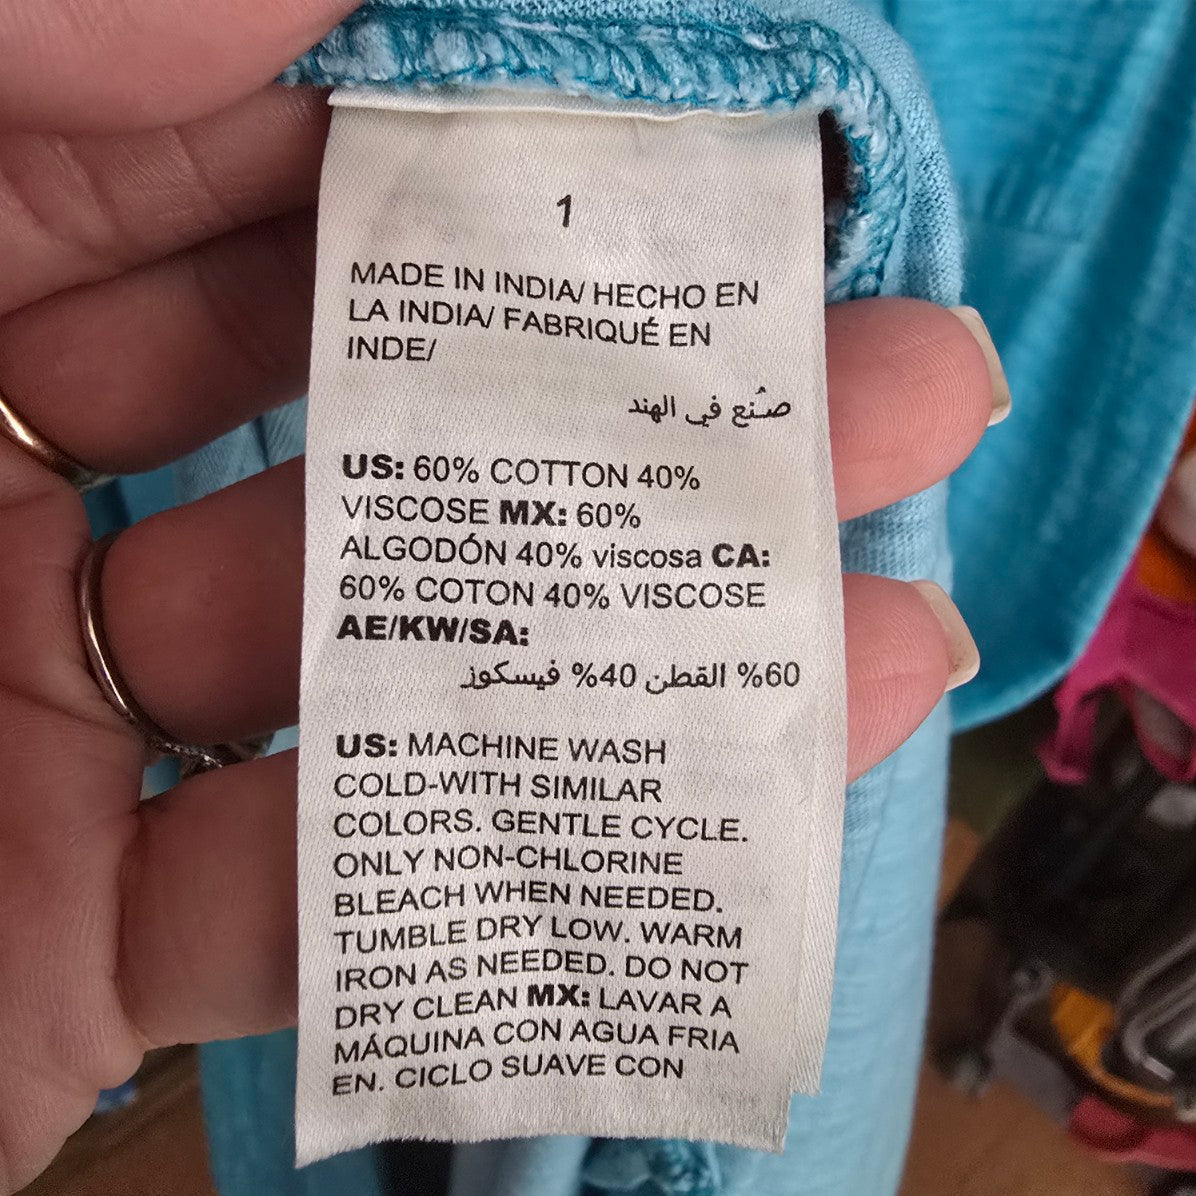 1
MADE IN INDIA/ HECHO EN
LA INDIA/ FABRIQUÉ EN
INDE/
صُنع في الهند
US: 60% COTTON 40%
VISCOSE MX: 60%
ALGODÓN 40% viscosa CA:
60% COTON 40% VISCOSE
AE/KW/SA:
60% القطن 40% فيسكوز
US: MACHINE WASH
COLD-WITH SIMILAR
COLORS. GENTLE CYCLE.
ONLY NON-CHLORINE
BLEACH WHEN NEEDED.
TUMBLE DRY LOW. WARM
IRON AS NEEDED. DO NOT
DRY CLEAN MX: LAVAR A
MÁQUINA CON AGUA FRIA
EN. CICLO SUAVE CON